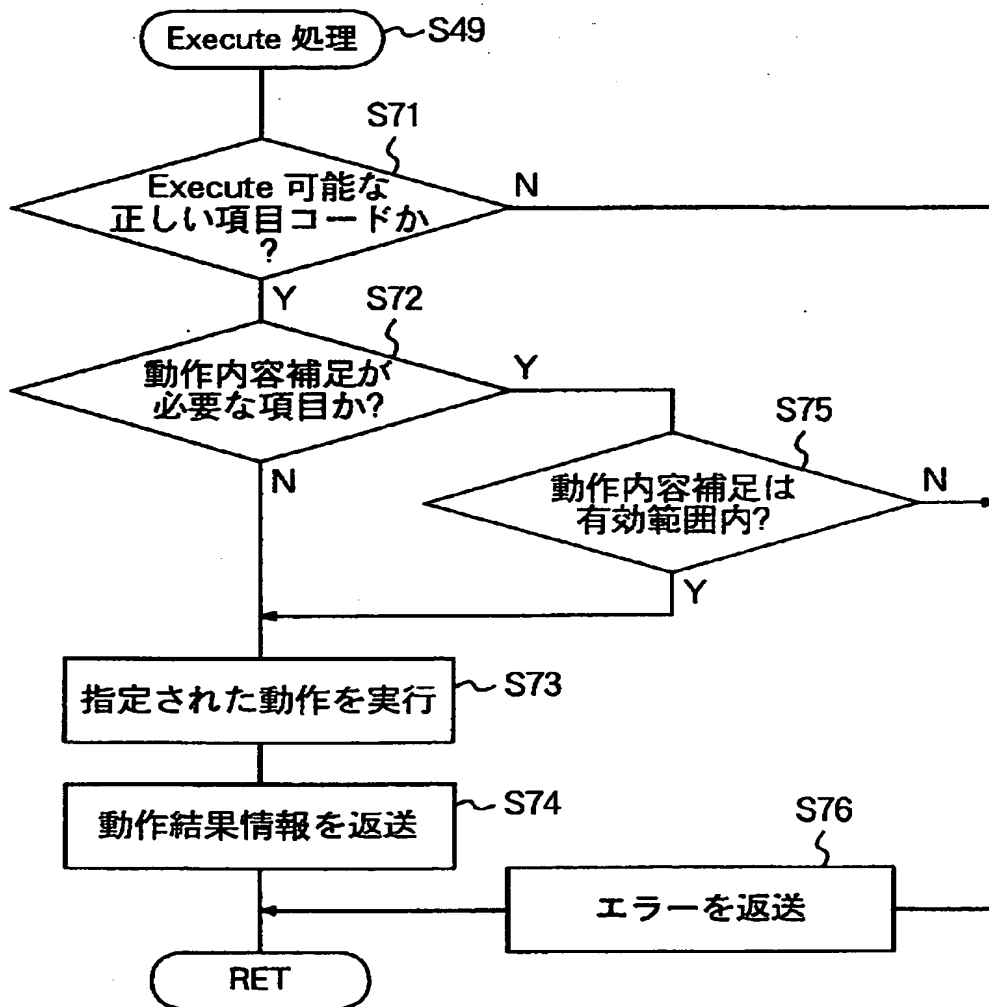 Execute 処理
S49
S71
Execute 可能な
正しい項目コードか
?
N
Y
S72
動作内容補足が
必要な項目か?
Y
S75
N
動作内容補足は
有効範囲内?
N
Y
指定された動作を実行
S73
動作結果情報を返送
S74
S76
エラーを返送
RET